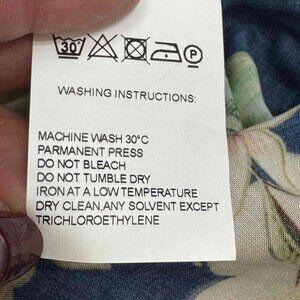 30°
P
WASHING INSTRUCTIONS:
MACHINE WASH 30°C
PARMANENT PRESS
DO NOT BLEACH
DO NOT TUMBLE DRY
IRON AT A LOW TEMPERATURE
DRY CLEAN,ANY SOLVENT EXCEPT
TRICHLOROETHYLENE